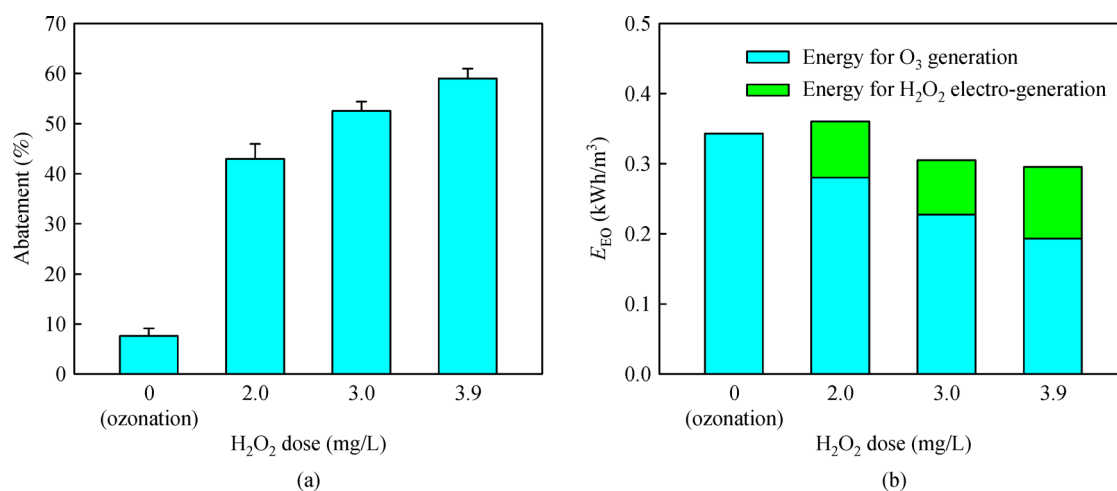 70
60
50
40
30
20
10
0
Abatement (%)
0 2.0 3.0 3.9
(ozonation)
H₂O₂ dose (mg/L)
(a)
0.5
0.4
0.3
0.2
0.1
0.0
E_EO (kWh/m³)
Energy for O₃ generation
Energy for H₂O₂ electro-generation
0 2.0 3.0 3.9
(ozonation)
H₂O₂ dose (mg/L)
(b)